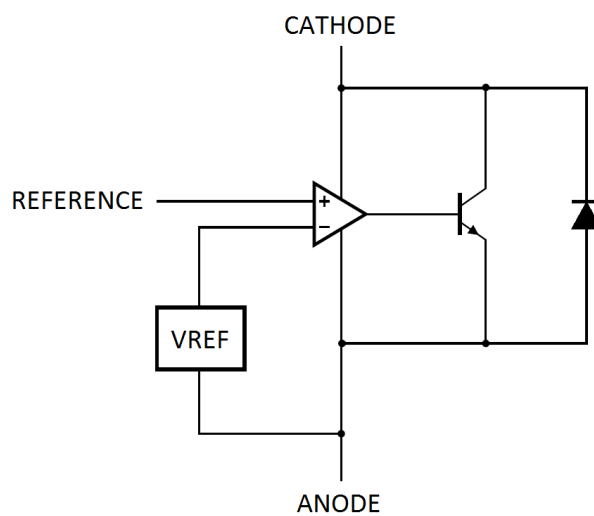 CATHODE
REFERENCE
+
−
VREF
ANODE